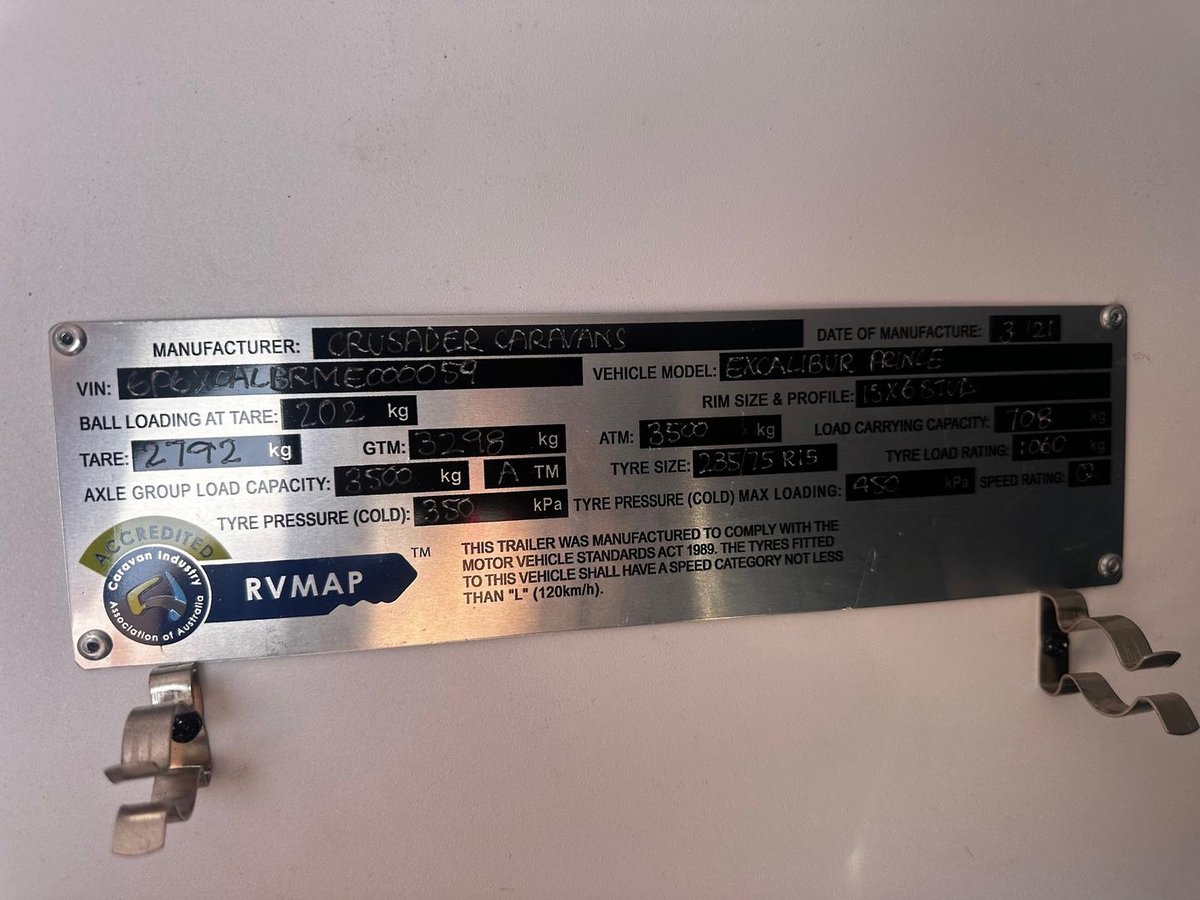 MANUFACTURER: CRUSADER CARAVANS DATE OF MANUFACTURE: 3/21
VIN: 6P6XCALBRME000059 VEHICLE MODEL: EXCALIBUR PRINCE
BALL LOADING AT TARE: 202 kg RIM SIZE & PROFILE: 15X6
TARE: 2792 kg GTM: 3298 kg ATM: 3500 kg LOAD CARRYING CAPACITY: 708 kg
AXLE GROUP LOAD CAPACITY: 3500 kg A TM TYRE SIZE: 235/75 R15 TYRE LOAD RATING: 1060 kg
TYRE PRESSURE (COLD): 350 kPa TYRE PRESSURE (COLD) MAX LOADING: 450 kPa SPEED RATING: Q
ACCREDITED
Caravan Industry
Association of Australia
RVMAP ™
THIS TRAILER WAS MANUFACTURED TO COMPLY WITH THE
MOTOR VEHICLE STANDARDS ACT 1989. THE TYRES FITTED
TO THIS VEHICLE SHALL HAVE A SPEED CATEGORY NOT LESS
THAN "L" (120km/h).